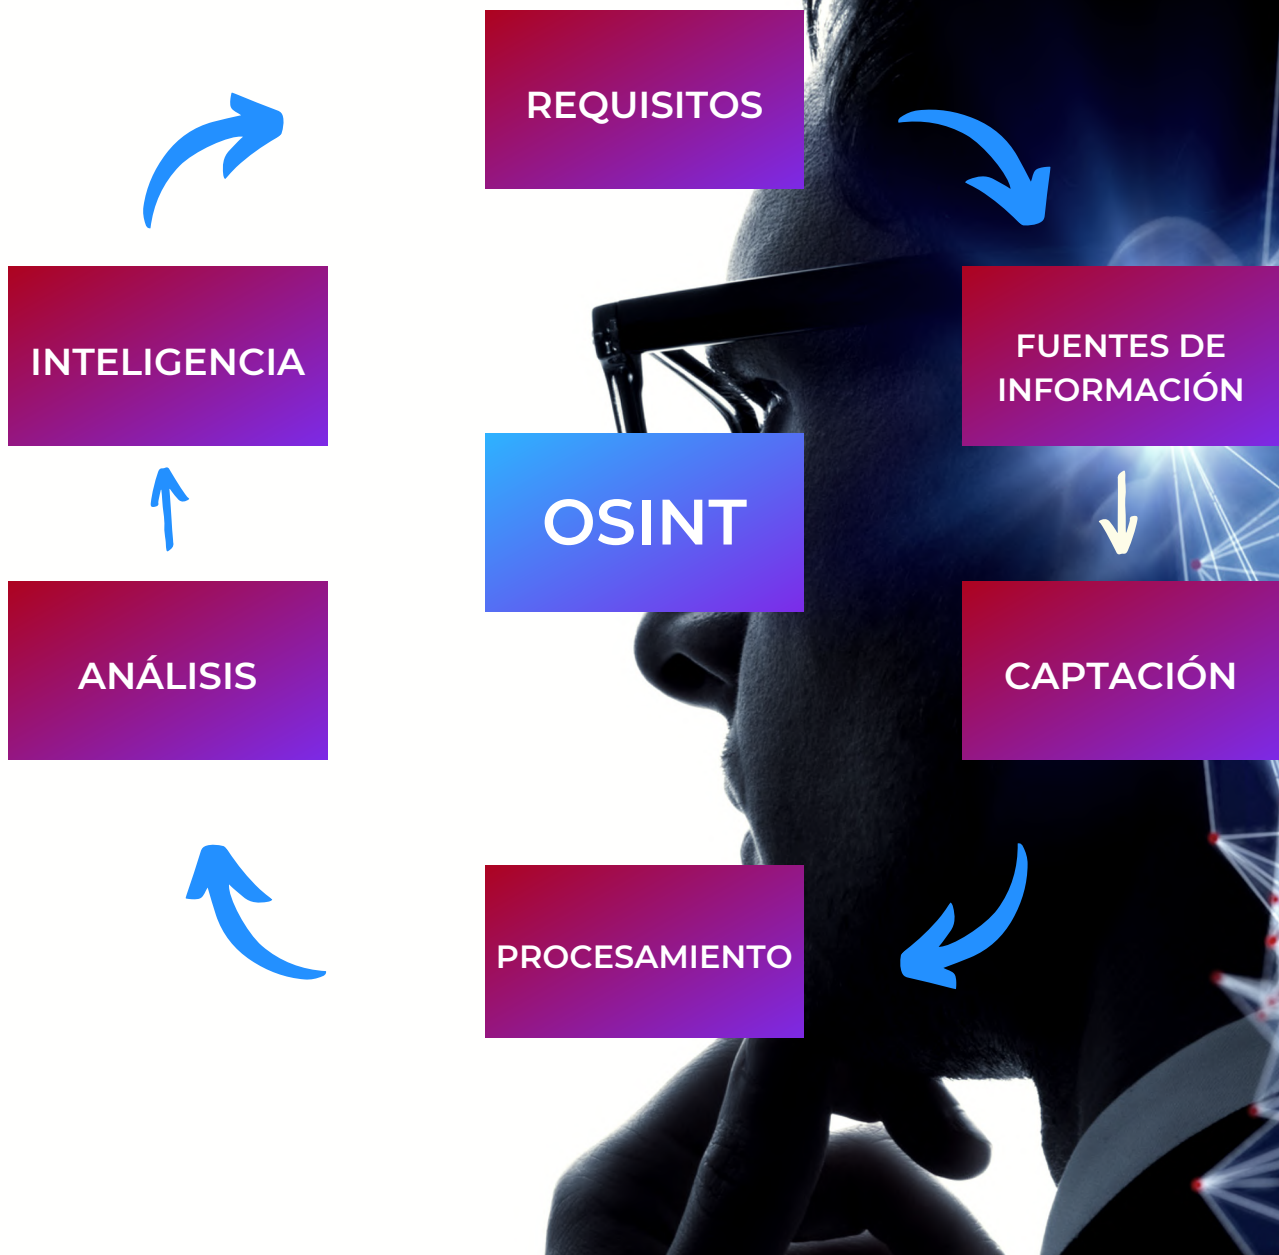 REQUISITOS
INTELIGENCIA
FUENTES DE
INFORMACIÓN
OSINT
ANÁLISIS
CAPTACIÓN
PROCESAMIENTO